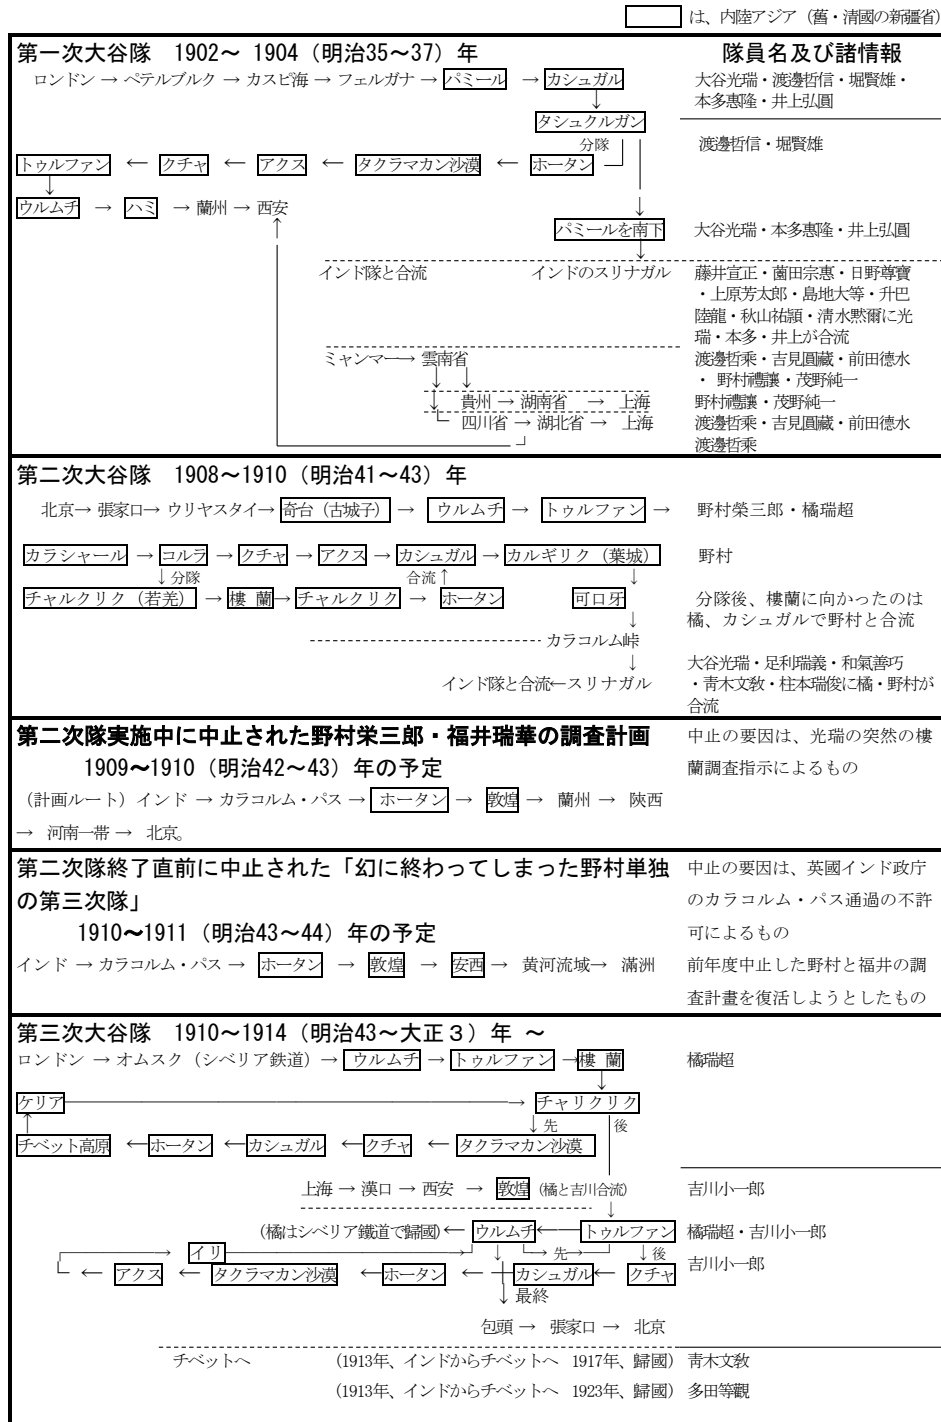 は、内陸アジア（舊・清國の新疆省）
第一次大谷隊　1902～ 1904（明治35～37）年　隊員名及び諸情報
ロンドン → ペテルブルク → カスピ海 → フェルガナ → パミール → カシュガル　大谷光瑞・渡邊哲信・堀賢雄・
↓　本多惠隆・井上弘圓
タシュクルガン
分隊　渡邊哲信・堀賢雄
トゥルファン ← クチャ ← アクス ← タクラマカン沙漠 ← ホータン
↓
ウルムチ → ハミ → 蘭州 → 西安
↑　↓
パミールを南下　大谷光瑞・本多惠隆・井上弘圓
↓
インド隊と合流　インドのスリナガル　藤井宣正・薗田宗惠・日野尊寶
・上原芳太郎・島地大等・升巴
陸龍・秋山祐頴・淸水黙爾に光
瑞・本多・井上が合流
ミャンマー→ 雲南省　渡邊哲乘・吉見圓藏・前田德水
↓ ↓　・ 野村禮讓・茂野純一
↓ 貴州 → 湖南省 → 上海　野村禮讓・茂野純一
四川省 → 湖北省 → 上海　渡邊哲乘・吉見圓藏・前田德水
渡邊哲乘
第二次大谷隊　1908～1910（明治41～43）年
北京→ 張家口→ ウリヤスタイ→ 奇台（古城子） → ウルムチ → トゥルファン →　野村榮三郎・橘瑞超
カラシャール → コルラ → クチャ → アクス → カシュガル → カルギリク（葉城）　野村
↓分隊　合流↑　↓
チャルクリク（若羌） → 樓 蘭→ チャルクリク → ホータン　可口牙　分隊後、樓蘭に向かったのは
↓　橘、カシュガルで野村と合流
カラコルム峠
↓　大谷光瑞・足利瑞義・和氣善巧
インド隊と合流←スリナガル　・靑木文敎・柱本瑞俊に橘・野村が
合流
第二次隊実施中に中止された野村栄三郎・福井瑞華の調査計画　中止の要因は、光瑞の突然の樓
1909～1910（明治42～43）年の予定　蘭調査指示によるもの
（計画ルート）インド → カラコルム・パス → ホータン → 敦煌 → 蘭州 → 陝西
→ 河南一帯 → 北京。
第二次隊終了直前に中止された「幻に終わってしまった野村単独　中止の要因は、英國インド政庁
の第三次隊」　のカラコルム・パス通過の不許
1910～1911（明治43～44）年の予定　可によるもの
インド → カラコルム・パス → ホータン → 敦煌 → 安西 → 黄河流域→ 滿洲　前年度中止した野村と福井の調
査計畫を復活しようとしたもの
第三次大谷隊　1910～1914（明治43～大正３）年 ～
ロンドン → オムスク（シベリア鉄道）→ ウルムチ → トゥルファン →樓 蘭　橘瑞超
↓
ケリア → チャリクリク
↑　↓先　後
チベット高原 ←ホータン ←カシュガル ←クチャ ← タクラマカン沙漠
上海 → 漢口 → 西安 → 敦煌 （橘と吉川合流）　吉川小一郎
↓
（橘はシベリア鐵道で歸國）← ウルムチ ← トゥルファン　橘瑞超・吉川小一郎
→ イリ　↓　→ 先→　↓後
← アクス ← タクラマカン沙漠 ←ホータン ← カシュガル← クチャ　吉川小一郎
↓最終
包頭 → 張家口 → 北京
チベットへ　（1913年、インドからチベットへ　1917年、歸國）　靑木文敎
（1913年、インドからチベットへ　1923年、歸國）　多田等觀